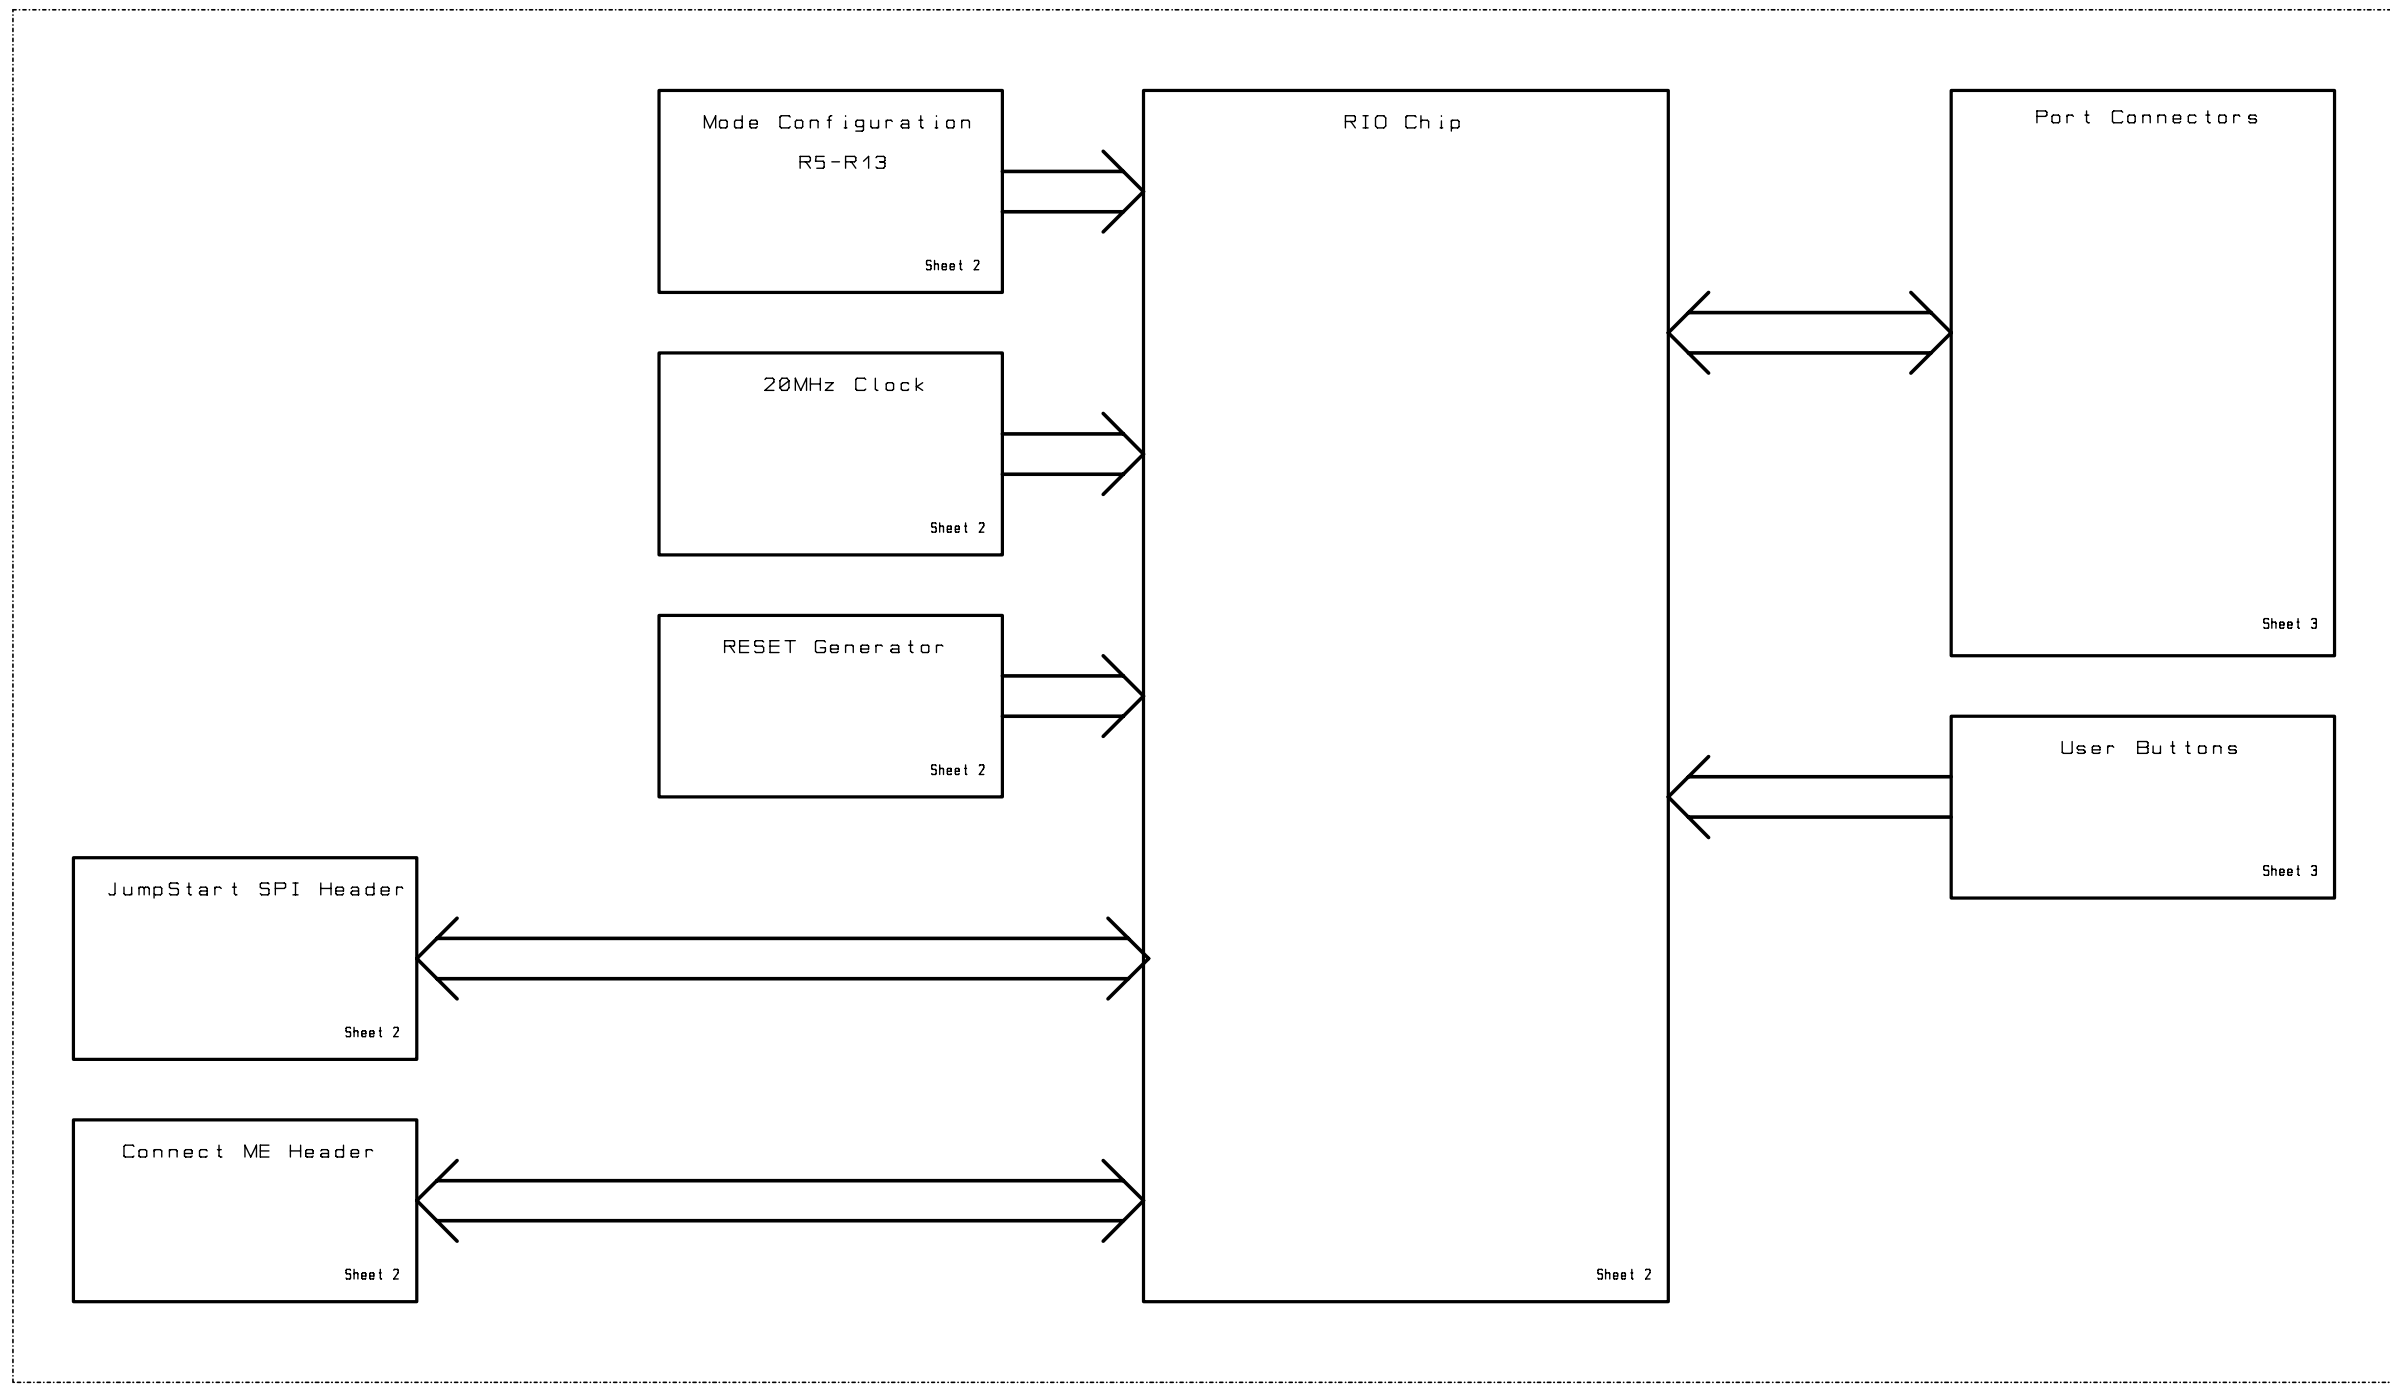 Mode Configuration
R5-R13
Sheet 2
20MHz Clock
Sheet 2
RESET Generator
Sheet 2
JumpStart SPI Header
Sheet 2
Connect ME Header
Sheet 2
RIO Chip
Sheet 2
Port Connectors
Sheet 3
User Buttons
Sheet 3